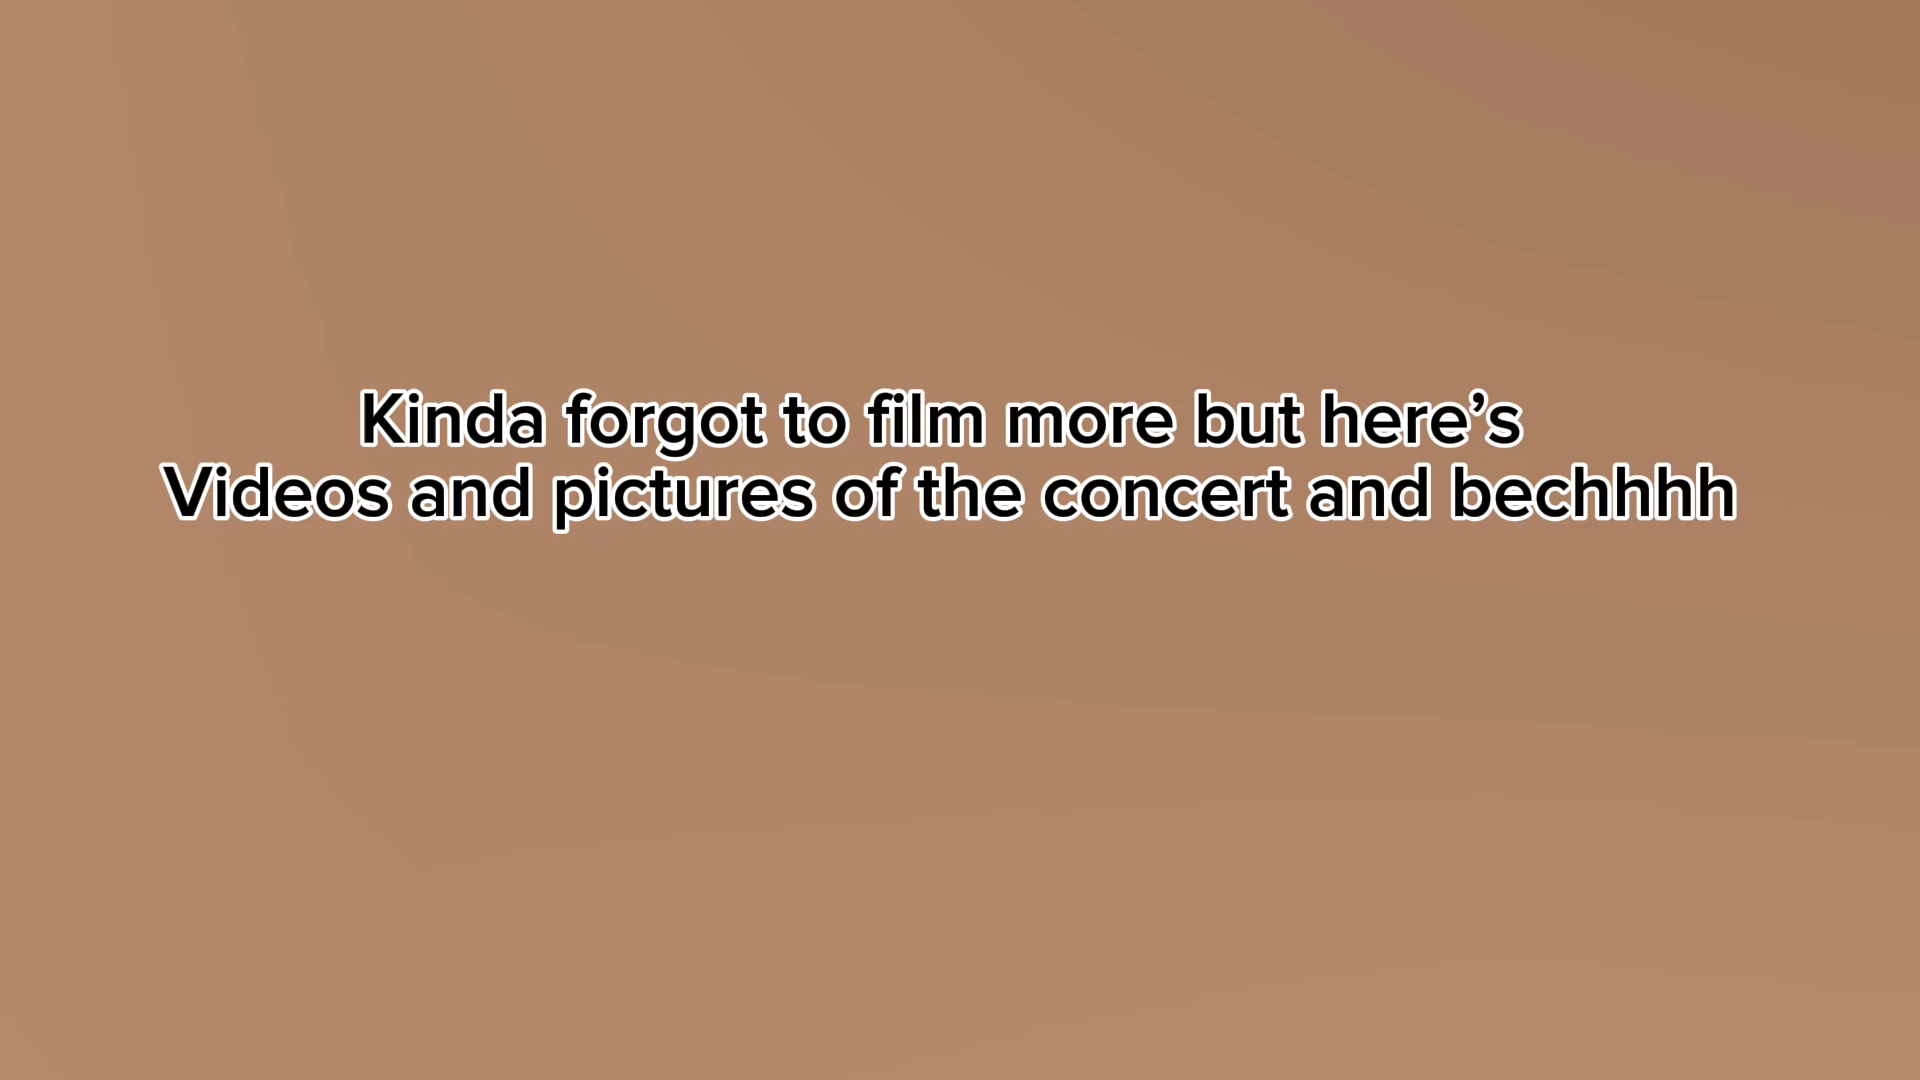 Kinda forgot to film more but here’s
Videos and pictures of the concert and bechhhh